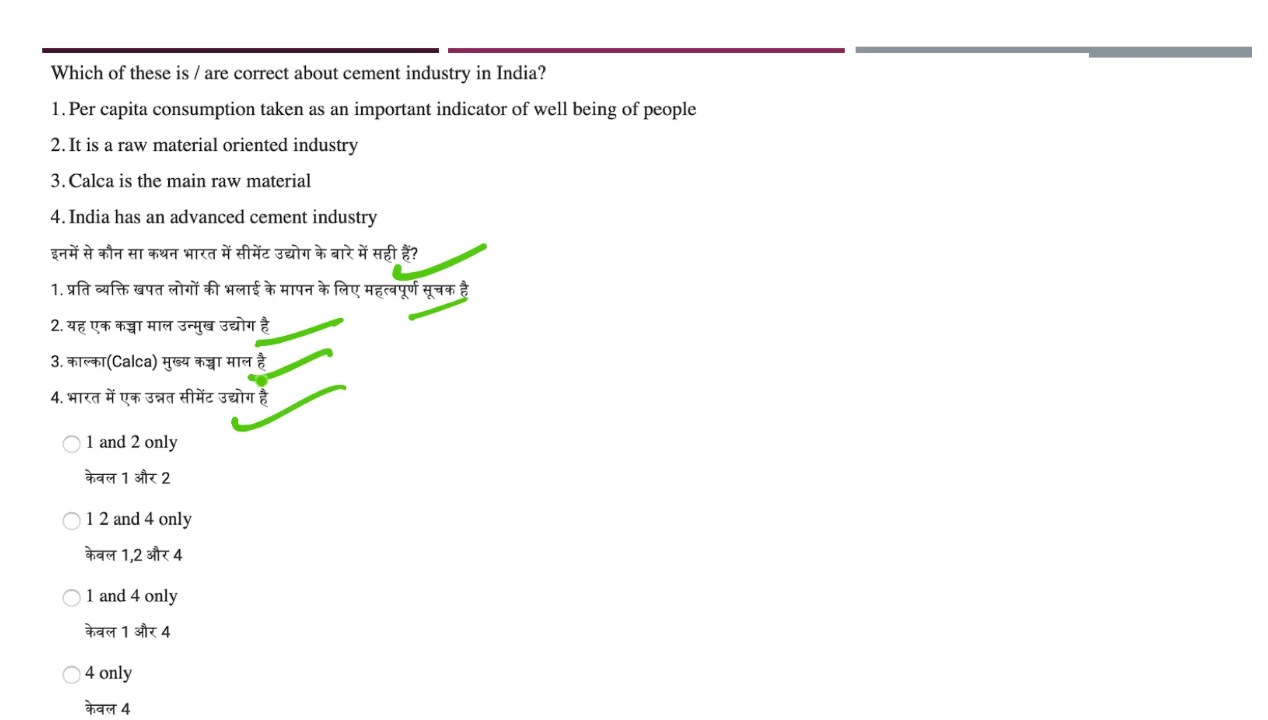 Which of these is / are correct about cement industry in India?
1. Per capita consumption taken as an important indicator of well being of people
2. It is a raw material oriented industry
3. Calca is the main raw material
4. India has an advanced cement industry
इनमें से कौन सा कथन भारत में सीमेंट उद्योग के बारे में सही हैं?
1. प्रति व्यक्ति खपत लोगों की भलाई के मापन के लिए महत्वपूर्ण सूचक है
2. यह एक कच्चा माल उन्मुख उद्योग है
3. काल्का(Calca) मुख्य कच्चा माल है
4. भारत में एक उन्नत सीमेंट उद्योग है
1 and 2 only
केवल 1 और 2
1 2 and 4 only
केवल 1,2 और 4
1 and 4 only
केवल 1 और 4
4 only
केवल 4